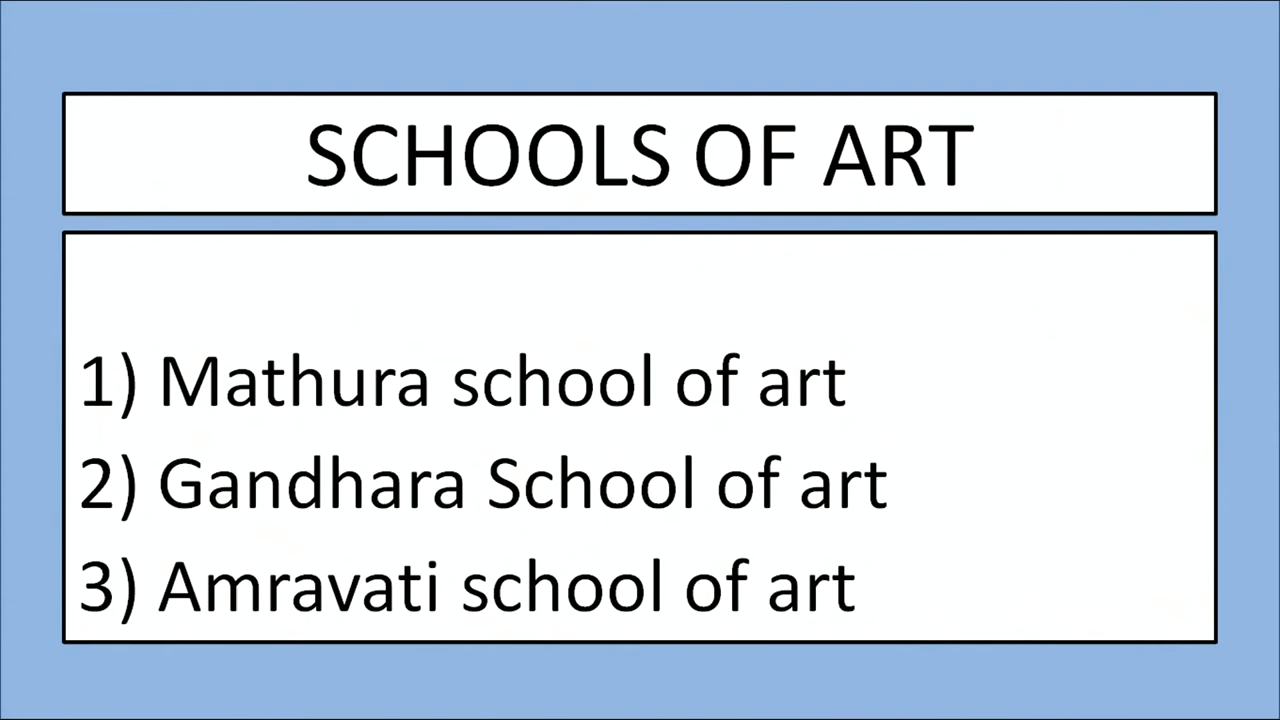 SCHOOLS OF ART
1) Mathura school of art
2) Gandhara School of art
3) Amravati school of art